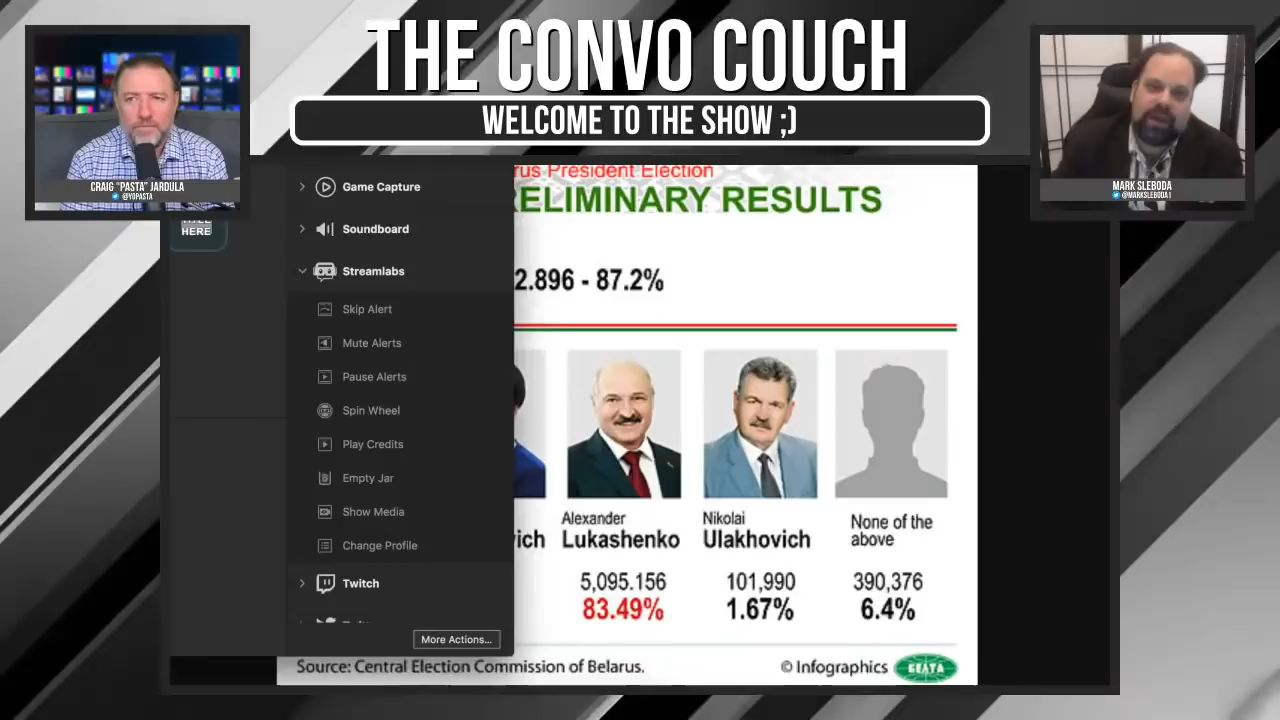 THE CONVO COUCH
WELCOME TO THE SHOW ;)
CRAIG "PASTA" JARDULA
@YOPASTA
MARK SLEBODA
@MARKSLEBODA1
HERE
Game Capture
Soundboard
Streamlabs
Skip Alert
Mute Alerts
Pause Alerts
Spin Wheel
Play Credits
Empty Jar
Show Media
Change Profile
Twitch
More Actions...
rus President Election
RELIMINARY RESULTS
2.896 - 87.2%
vich
Alexander
Lukashenko
5,095.156
83.49%
Nikolai
Ulakhovich
101,990
1.67%
None of the
above
390,376
6.4%
Source: Central Election Commission of Belarus.
© Infographics
БЕЛТА